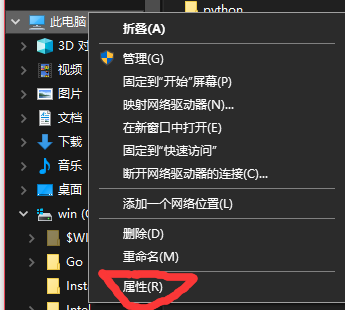 python
此电脑
折叠(A)
3D 对
管理(G)
视频
固定到"开始"屏幕(P)
图片
映射网络驱动器(N)...
文档
在新窗口中打开(E)
下载
固定到"快速访问"
音乐
断开网络驱动器的连接(C)...
桌面
添加一个网络位置(L)
win (
$WI
删除(D)
Go
重命名(M)
Inst
属性(R)
Intel